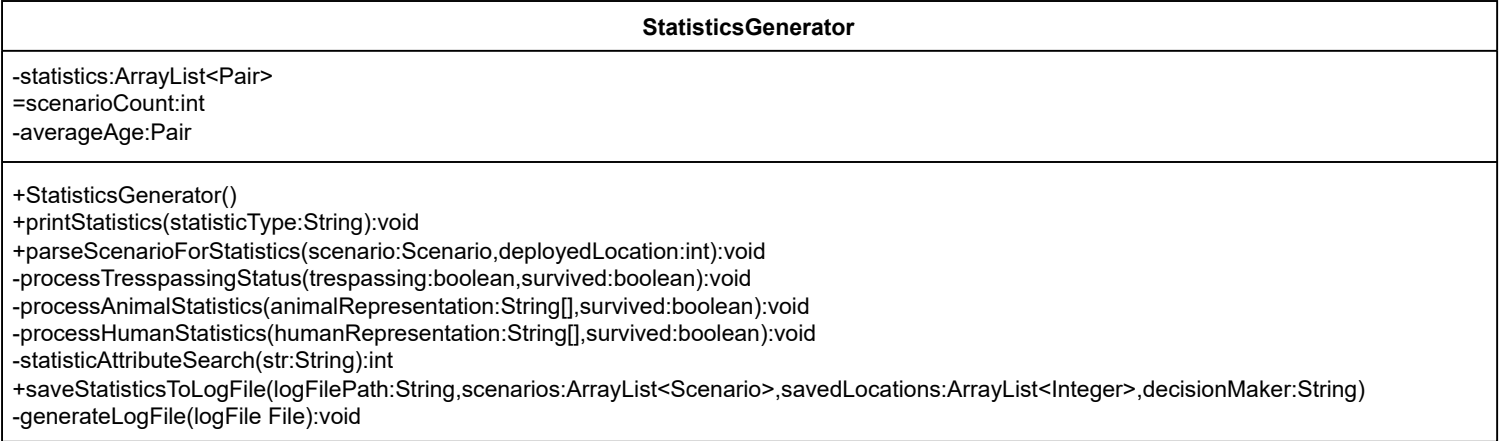 StatisticsGenerator
-statistics:ArrayList<Pair>
=scenarioCount:int
-averageAge:Pair
+StatisticsGenerator()
+printStatistics(statisticType:String):void
+parseScenarioForStatistics(scenario:Scenario,deployedLocation:int):void
-processTresspassingStatus(trespassing:boolean,survived:boolean):void
-processAnimalStatistics(animalRepresentation:String[],survived:boolean):void
-processHumanStatistics(humanRepresentation:String[],survived:boolean):void
-statisticAttributeSearch(str:String):int
+saveStatisticsToLogFile(logFilePath:String,scenarios:ArrayList<Scenario>,savedLocations:ArrayList<Integer>,decisionMaker:String)
-generateLogFile(logFile File):void